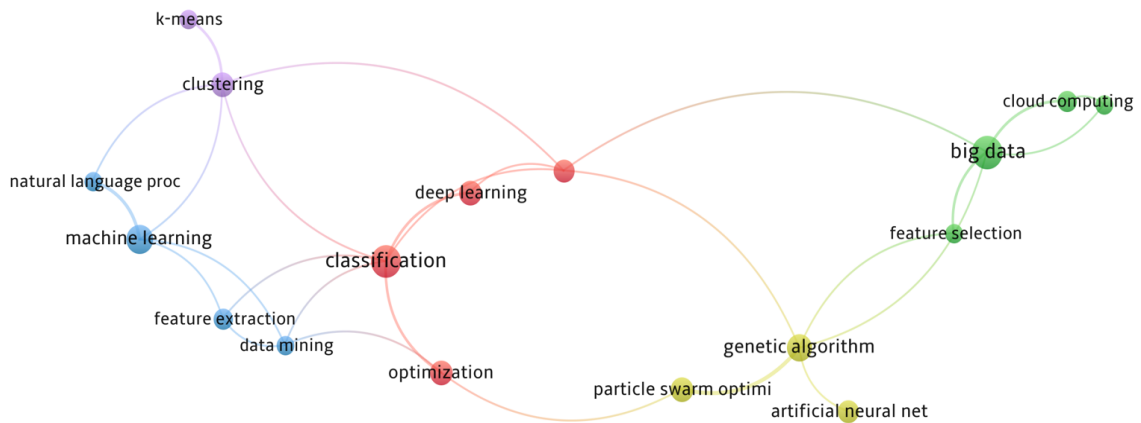 k-means
clustering
cloud computing
big data
natural language proc
deep learning
machine learning
feature selection
classification
feature extraction
data mining
genetic algorithm
optimization
particle swarm optimi
artificial neural net